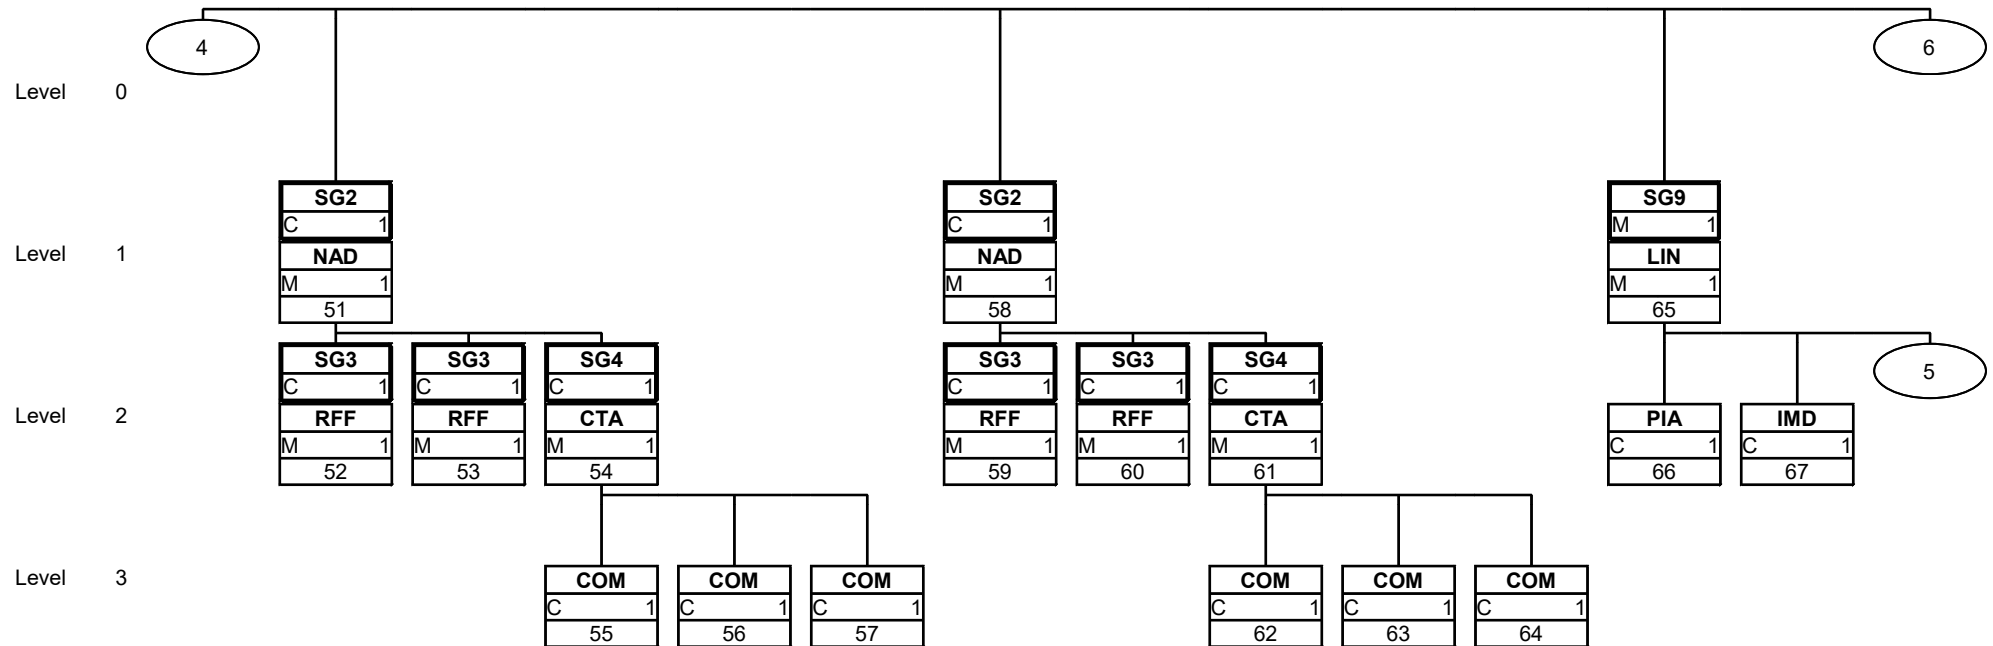 4 6
Level 0
SG2 SG2 SG9
C 1 C 1 M 1
Level 1
NAD NAD LIN
M 1 M 1 M 1
51 58 65
SG3 SG3 SG4 SG3 SG3 SG4 5
C 1 C 1 C 1 C 1 C 1 C 1
Level 2
RFF RFF CTA RFF RFF CTA PIA IMD
M 1 M 1 M 1 M 1 M 1 M 1 C 1 C 1
52 53 54 59 60 61 66 67
Level 3
COM COM COM COM COM COM
C 1 C 1 C 1 C 1 C 1 C 1
55 56 57 62 63 64